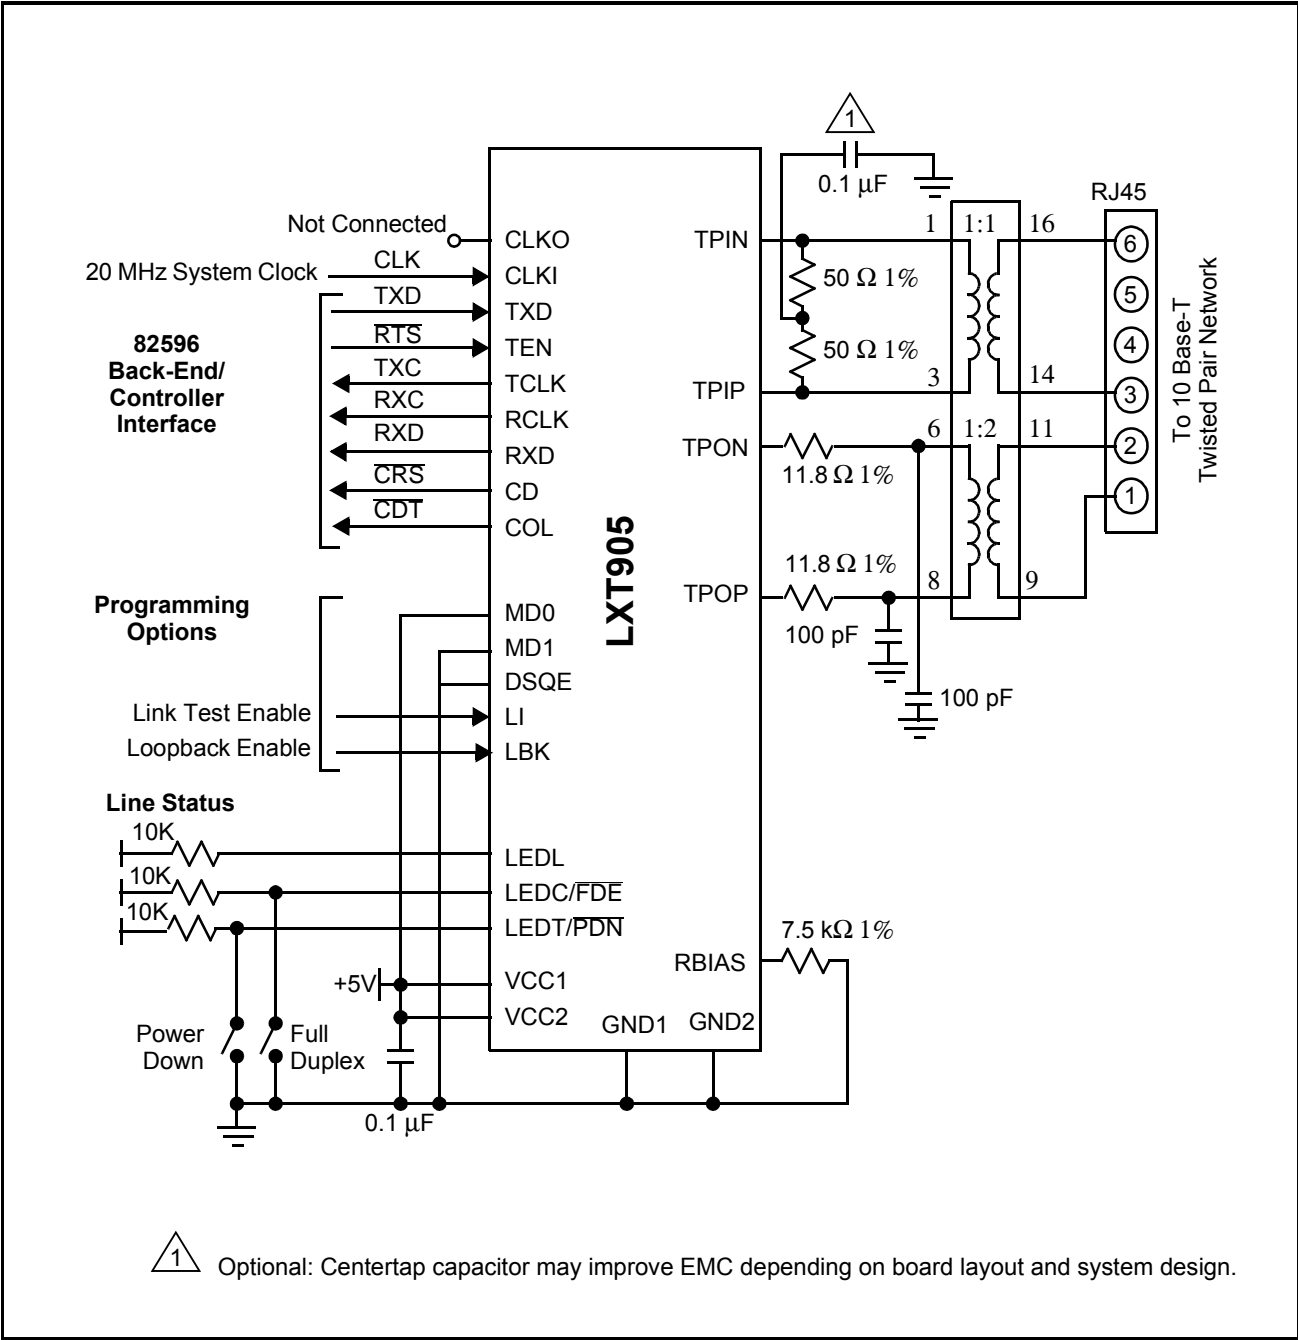 1
0.1 µF
RJ45
Not Connected
CLKO
TPIN
1
1:1
16
6
20 MHz System Clock
CLK
CLKI
50 Ω 1%
5
TXD
TXD
82596
Back-End/
Controller
Interface
RTS
TEN
50 Ω 1%
4
TXC
TCLK
TPIP
3
14
3
RXC
RCLK
RXD
RXD
TPON
6
1:2
11
2
11.8 Ω 1%
CRS
CD
1
CDT
COL
To 10 Base-T
Twisted Pair Network
LXT905
11.8 Ω 1%
TPOP
8
9
100 pF
100 pF
Programming
Options
MD0
MD1
DSQE
Link Test Enable
LI
Loopback Enable
LBK
Line Status
10K
LEDL
10K
LEDC/FDE
10K
LEDT/PDN
7.5 kΩ 1%
RBIAS
+5V
VCC1
VCC2
GND1
GND2
Power
Down
Full
Duplex
0.1 µF
1
Optional: Centertap capacitor may improve EMC depending on board layout and system design.